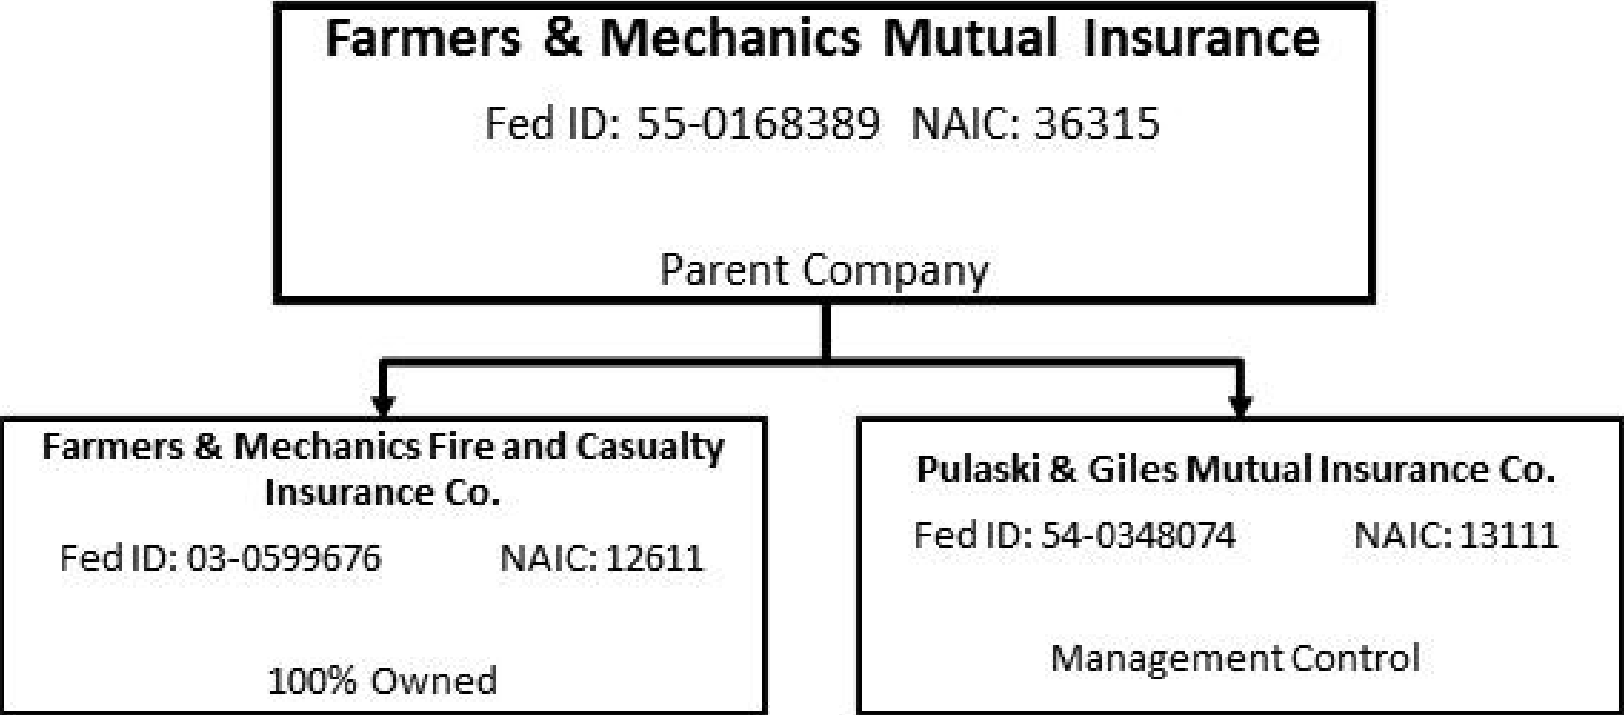 Farmers & Mechanics Mutual Insurance
Fed ID: 55-0168389 NAIC: 36315
Parent Company
Farmers & Mechanics Fire and Casualty
Insurance Co.
Fed ID: 03-0599676 NAIC: 12611
100% Owned
Pulaski & Giles Mutual Insurance Co.
Fed ID: 54-0348074 NAIC: 13111
Management Control